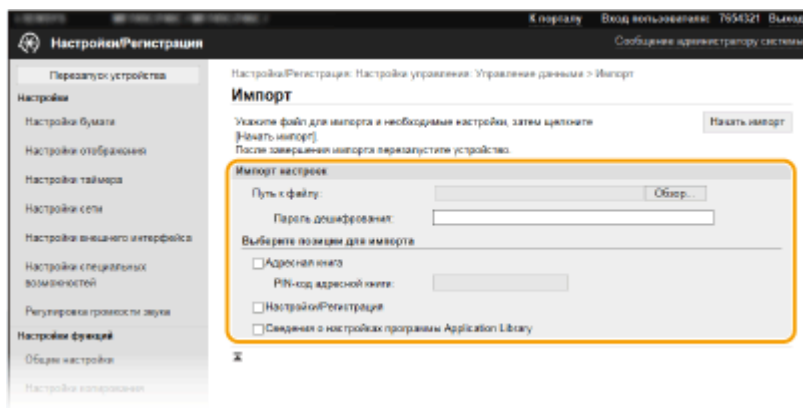 К порталу Вход пользователя: 7654321 Выход
Настройки/Регистрация Сообщение администратору системы
Перезапуск устройства
Настройки
Настройки бумаги
Настройки отображения
Настройки таймера
Настройки сети
Настройки внешнего интерфейса
Настройки специальных
возможностей
Регулировка громкости звука
Настройки функций
Общие настройки
Настройки копирования
Настройки/Регистрация: Настройки управления: Управление данными > Импорт
Импорт
Укажите файл для импорта и необходимые настройки, затем щелкните
[Начать импорт].
После завершения импорта перезапустите устройство.
Начать импорт
Импорт настроек
Путь к файлу: Обзор...
Пароль дешифрования:
Выберите позиции для импорта
Адресная книга
PIN-код адресной книги:
Настройки/Регистрация
Сведения о настройках программы Application Library